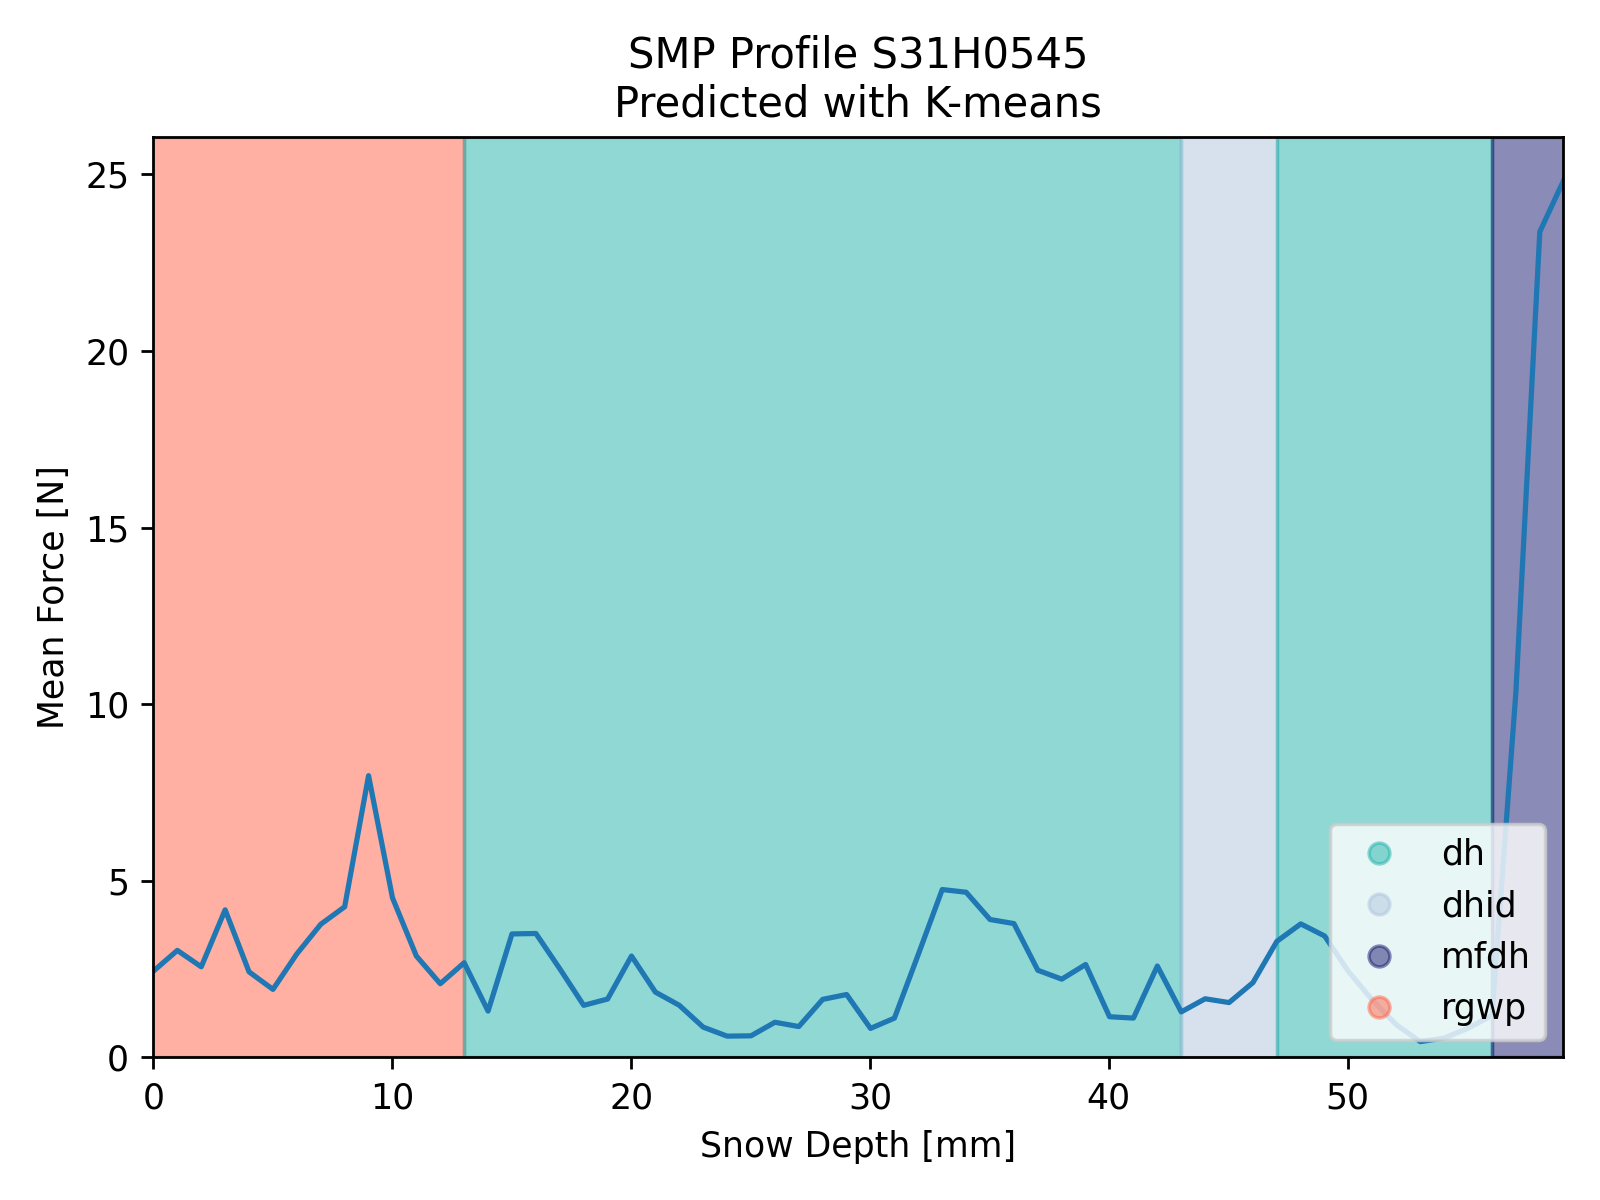 SMP Profile S31H0545
Predicted with K-means
Mean Force [N]
25
20
15
10
5
0
0 10 20 30 40 50
Snow Depth [mm]
dh
dhid
mfdh
rgwp